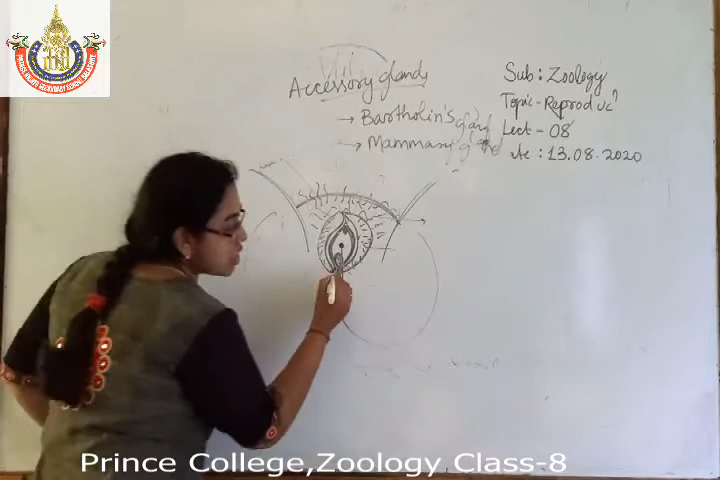 Accessory glands
→ Bartholin's gland
→ Mammary gland
Sub : Zoology
Topic - Reproduc
Lect - 08
: 13.08.2020
Prince College,Zoology Class-8